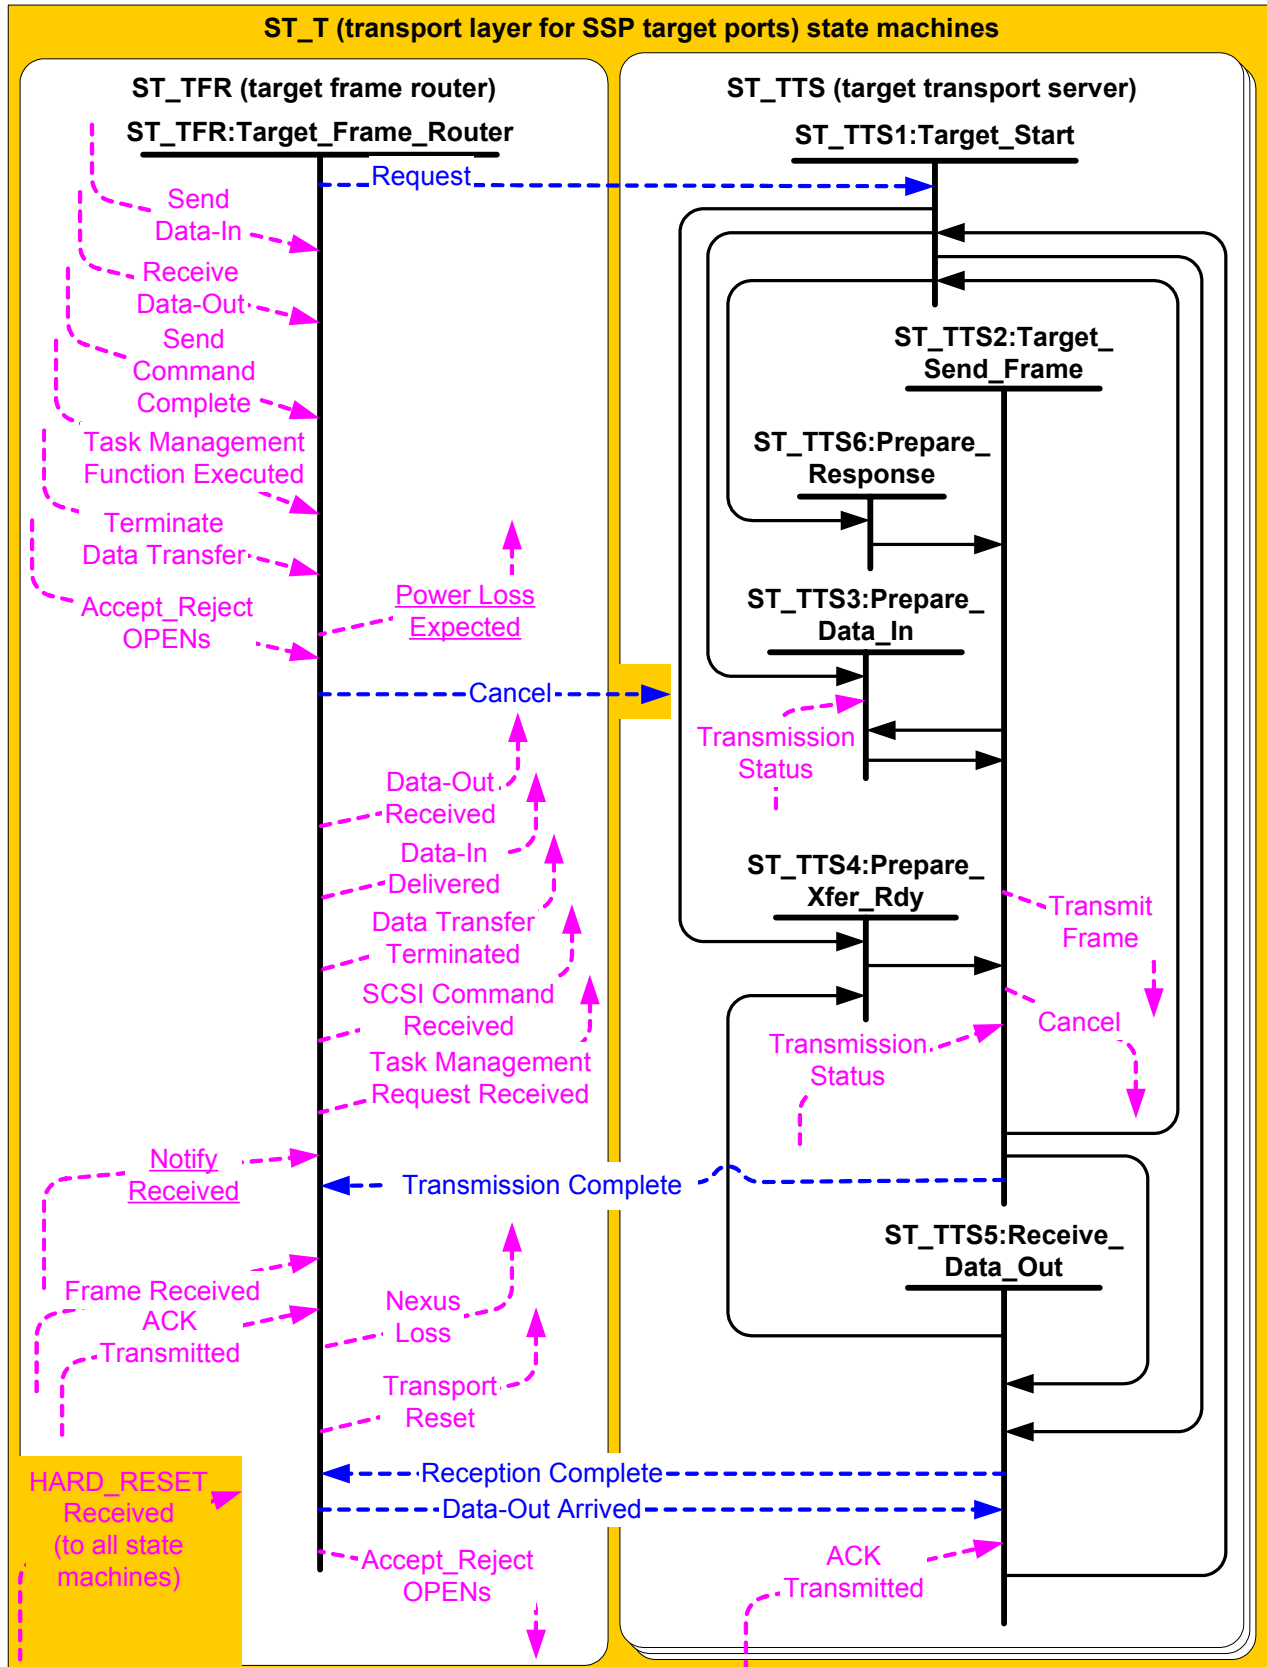 ST_T (transport layer for SSP target ports) state machines
ST_TFR (target frame router)
ST_TFR:Target_Frame_Router
Request
Send
Data-In
Receive
Data-Out
Send
Command
Complete
Task Management
Function Executed
Terminate
Data Transfer
Accept_Reject
OPENs
Power Loss
Expected
Cancel
Data-Out
Received
Data-In
Delivered
Data Transfer
Terminated
SCSI Command
Received
Task Management
Request Received
Notify
Received
Transmission Complete
Frame Received
ACK
Transmitted
Nexus
Loss
Transport
Reset
HARD_RESET
Received
(to all state
machines)
Reception Complete
Data-Out Arrived
Accept_Reject
OPENs
ST_TTS (target transport server)
ST_TTS1:Target_Start
ST_TTS2:Target_
Send_Frame
ST_TTS6:Prepare_
Response
ST_TTS3:Prepare_
Data_In
Transmission
Status
ST_TTS4:Prepare_
Xfer_Rdy
Transmit
Frame
Cancel
Transmission
Status
ST_TTS5:Receive_
Data_Out
ACK
Transmitted